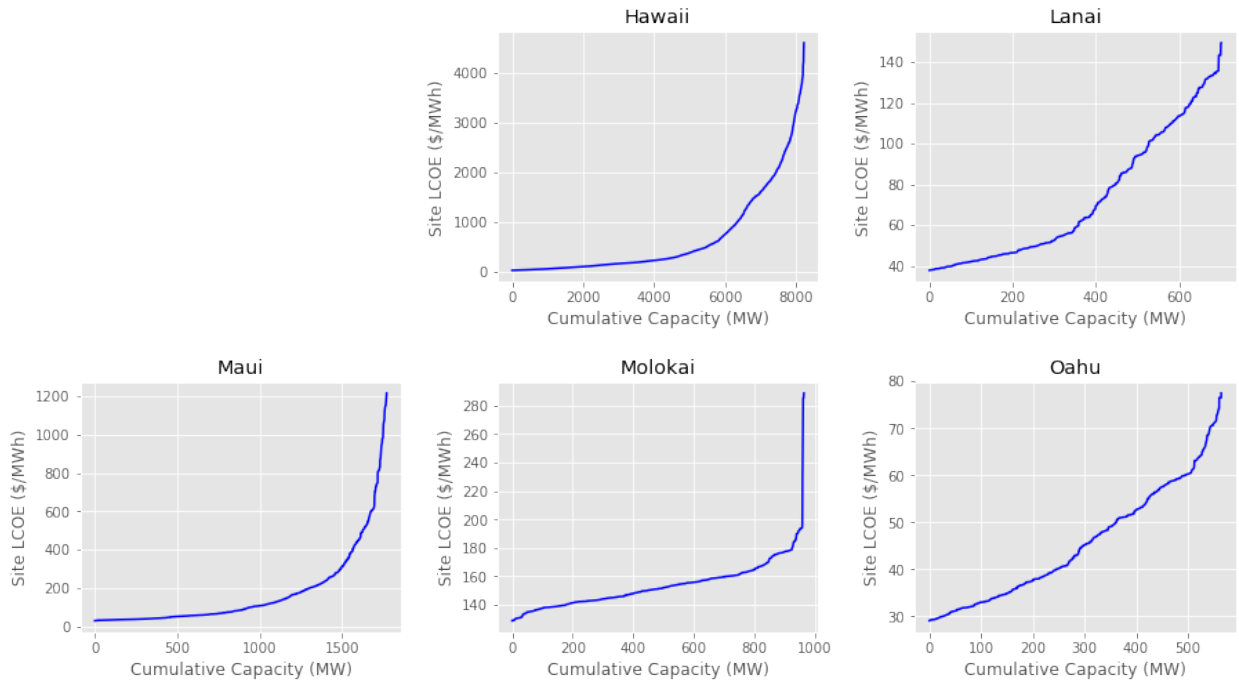 Hawaii
Lanai
Site LCOE ($/MWh)
4000
3000
2000
1000
0
0 2000 4000 6000 8000
Cumulative Capacity (MW)
Site LCOE ($/MWh)
140
120
100
80
60
40
0 200 400 600
Cumulative Capacity (MW)
Maui
Molokai
Oahu
Site LCOE ($/MWh)
1200
1000
800
600
400
200
0
0 500 1000 1500
Cumulative Capacity (MW)
Site LCOE ($/MWh)
280
260
240
220
200
180
160
140
0 200 400 600 800 1000
Cumulative Capacity (MW)
Site LCOE ($/MWh)
80
70
60
50
40
30
0 100 200 300 400 500
Cumulative Capacity (MW)